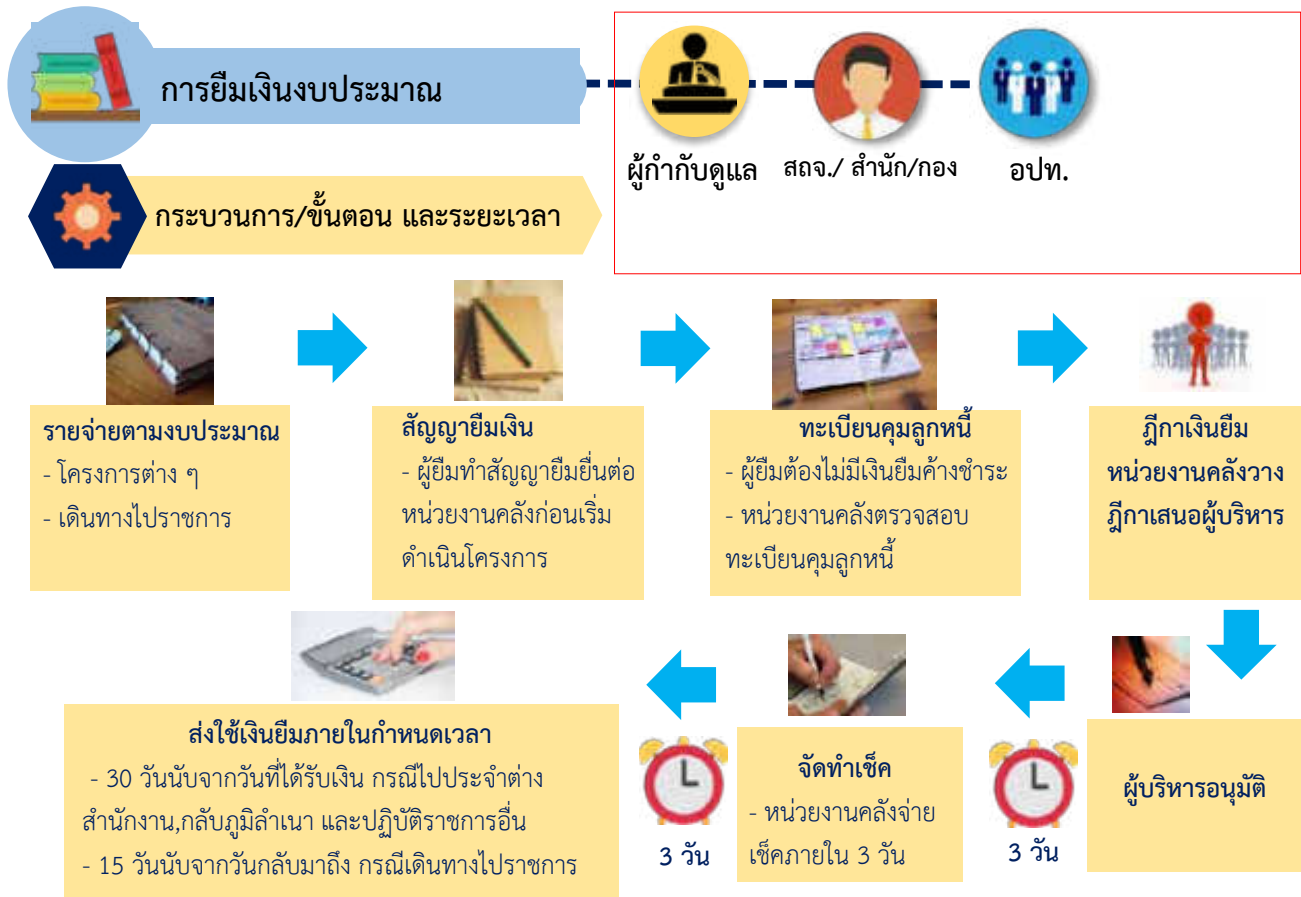 การยืมเงินงบประมาณ
ผู้กำกับดูแล
สถจ./ สำนัก/กอง
อปท.
กระบวนการ/ขั้นตอน และระยะเวลา
รายจ่ายตามงบประมาณ
- โครงการต่าง ๆ
- เดินทางไปราชการ
สัญญายืมเงิน
- ผู้ยืมทำสัญญายืมยื่นต่อ
หน่วยงานคลังก่อนเริ่ม
ดำเนินโครงการ
ทะเบียนคุมลูกหนี้
- ผู้ยืมต้องไม่มีเงินยืมค้างชำระ
- หน่วยงานคลังตรวจสอบ
ทะเบียนคุมลูกหนี้
ฎีกาเงินยืม
หน่วยงานคลังวาง
ฎีกาเสนอผู้บริหาร
ผู้บริหารอนุมัติ
3 วัน
จัดทำเช็ค
- หน่วยงานคลังจ่าย
เช็คภายใน 3 วัน
3 วัน
ส่งใช้เงินยืมภายในกำหนดเวลา
- 30 วันนับจากวันที่ได้รับเงิน กรณีไปประจำต่าง
สำนักงาน,กลับภูมิลำเนา และปฏิบัติราชการอื่น
- 15 วันนับจากวันกลับมาถึง กรณีเดินทางไปราชการ